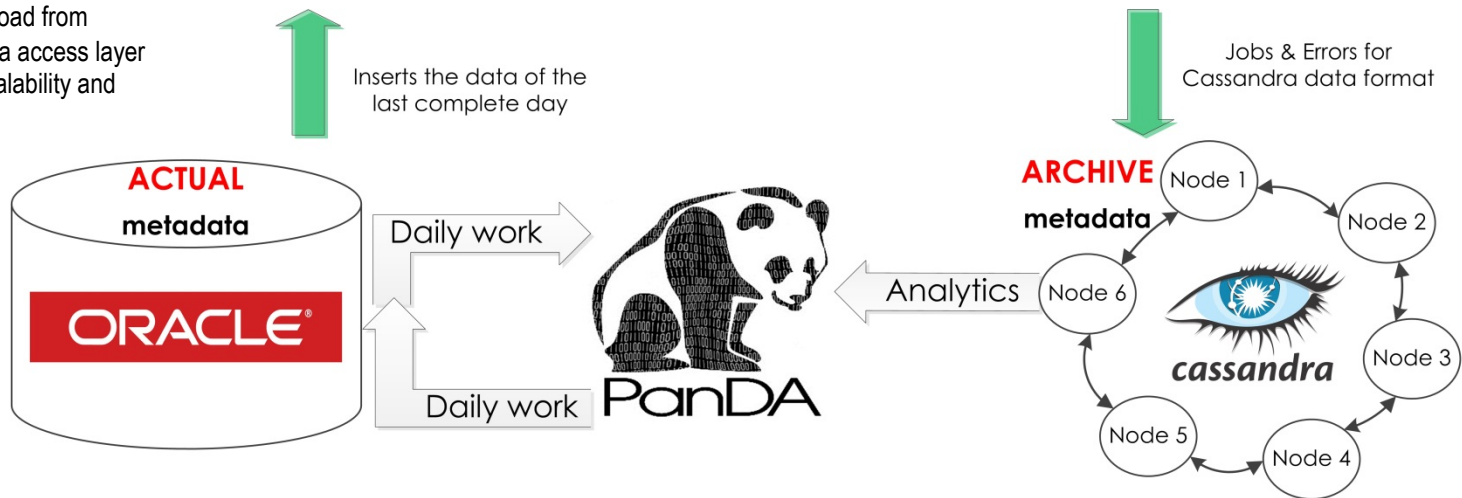 oad from
a access layer
alability and
Inserts the data of the
last complete day
Jobs & Errors for
Cassandra data format
ACTUAL
metadata
ORACLE®
Daily work
Daily work
PanDA
Analytics
ARCHIVE
metadata
Node 1
Node 2
Node 3
Node 4
Node 5
Node 6
cassandra